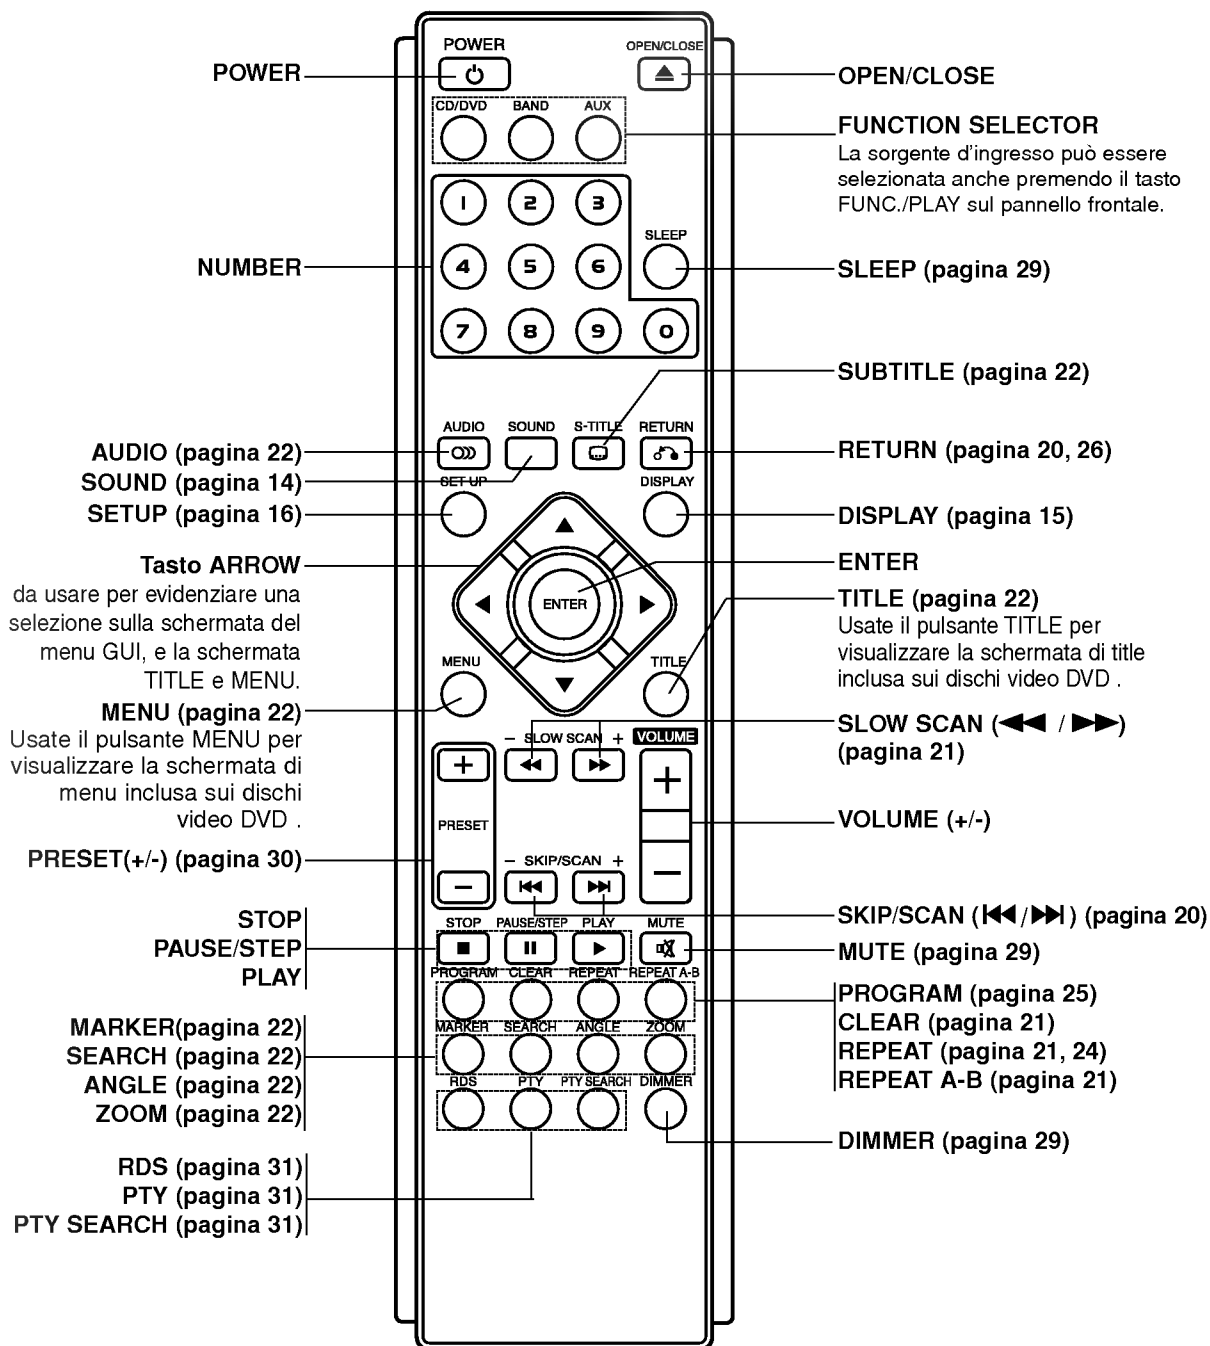 POWER
OPEN/CLOSE
CD/DVD BAND AUX
1 2 3
SLEEP
4 5 6
7 8 9 0
AUDIO SOUND S-TITLE RETURN
SET UP DISPLAY
ENTER
MENU TITLE
- SLOW SCAN + VOLUME
+
+
PRESET
- SKIP/SCAN +
-
-
STOP PAUSE/STEP PLAY MUTE
PROGRAM CLEAR REPEAT REPEAT A-B
MARKER SEARCH ANGLE ZOOM
RDS PTY PTY SEARCH DIMMER
POWER
NUMBER
AUDIO (pagina 22)
SOUND (pagina 14)
SETUP (pagina 16)
Tasto ARROW
da usare per evidenziare una
selezione sulla schermata del
menu GUI, e la schermata
TITLE e MENU.
MENU (pagina 22)
Usate il pulsante MENU per
visualizzare la schermata di
menu inclusa sui dischi
video DVD .
PRESET(+/-) (pagina 30)
STOP
PAUSE/STEP
PLAY
MARKER(pagina 22)
SEARCH (pagina 22)
ANGLE (pagina 22)
ZOOM (pagina 22)
RDS (pagina 31)
PTY (pagina 31)
PTY SEARCH (pagina 31)
OPEN/CLOSE
FUNCTION SELECTOR
La sorgente d'ingresso può essere
selezionata anche premendo il tasto
FUNC./PLAY sul pannello frontale.
SLEEP (pagina 29)
SUBTITLE (pagina 22)
RETURN (pagina 20, 26)
DISPLAY (pagina 15)
ENTER
TITLE (pagina 22)
Usate il pulsante TITLE per
visualizzare la schermata di title
inclusa sui dischi video DVD .
SLOW SCAN (◀◀ / ▶▶)
(pagina 21)
VOLUME (+/-)
SKIP/SCAN (⏮/⏭) (pagina 20)
MUTE (pagina 29)
PROGRAM (pagina 25)
CLEAR (pagina 21)
REPEAT (pagina 21, 24)
REPEAT A-B (pagina 21)
DIMMER (pagina 29)